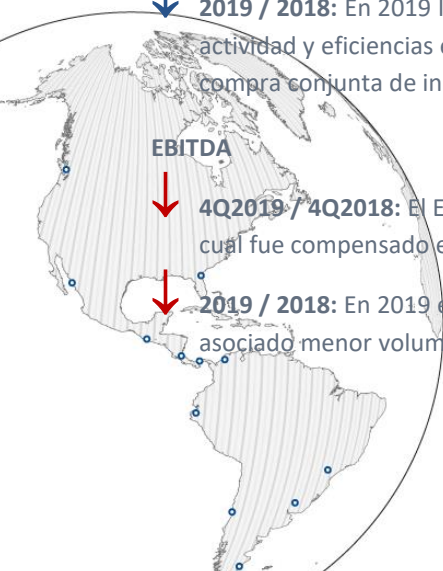 2019 / 2018: En 2019 l
actividad y eficiencias
compra conjunta de in
EBITDA
4Q2019 / 4Q2018: El E
cual fue compensado e
2019 / 2018: En 2019 e
asociado menor volum